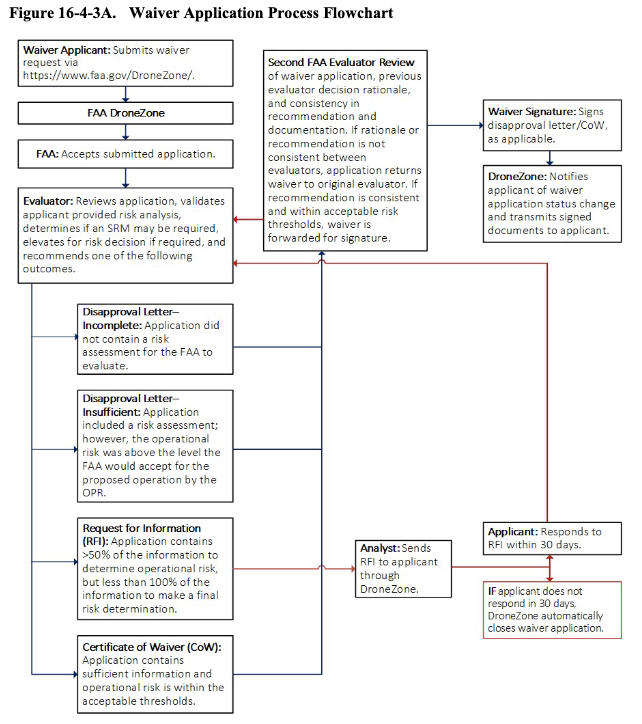 Figure 16-4-3A. Waiver Application Process Flowchart
Waiver Applicant: Submits waiver
request via
https://www.faa.gov/DroneZone/.
FAA DroneZone
FAA: Accepts submitted application.
Evaluator: Reviews application, validates
applicant provided risk analysis,
determines if an SRM may be required,
elevates for risk decision if required, and
recommends one of the following
outcomes.
Second FAA Evaluator Review
of waiver application, previous
evaluator decision rationale,
and consistency in
recommendation and
documentation. If rationale or
recommendation is not
consistent between
evaluators, application returns
waiver to original evaluator. If
recommendation is consistent
and within acceptable risk
thresholds, waiver is
forwarded for signature.
Waiver Signature: Signs
disapproval letter/CoW,
as applicable.
DroneZone: Notifies
applicant of waiver
application status change
and transmits signed
documents to applicant.
Disapproval Letter–
Incomplete: Application did
not contain a risk
assessment for the FAA to
evaluate.
Disapproval Letter–
Insufficient: Application
included a risk assessment;
however, the operational
risk was above the level the
FAA would accept for the
proposed operation by the
OPR.
Request for Information
(RFI): Application contains
>50% of the information to
determine operational risk,
but less than 100% of the
information to make a final
risk determination.
Certificate of Waiver (CoW):
Application contains
sufficient information and
operational risk is within the
acceptable thresholds.
Analyst: Sends
RFI to applicant
through
DroneZone.
Applicant: Responds to
RFI within 30 days.
IF applicant does not
respond in 30 days,
DroneZone automatically
closes waiver application.